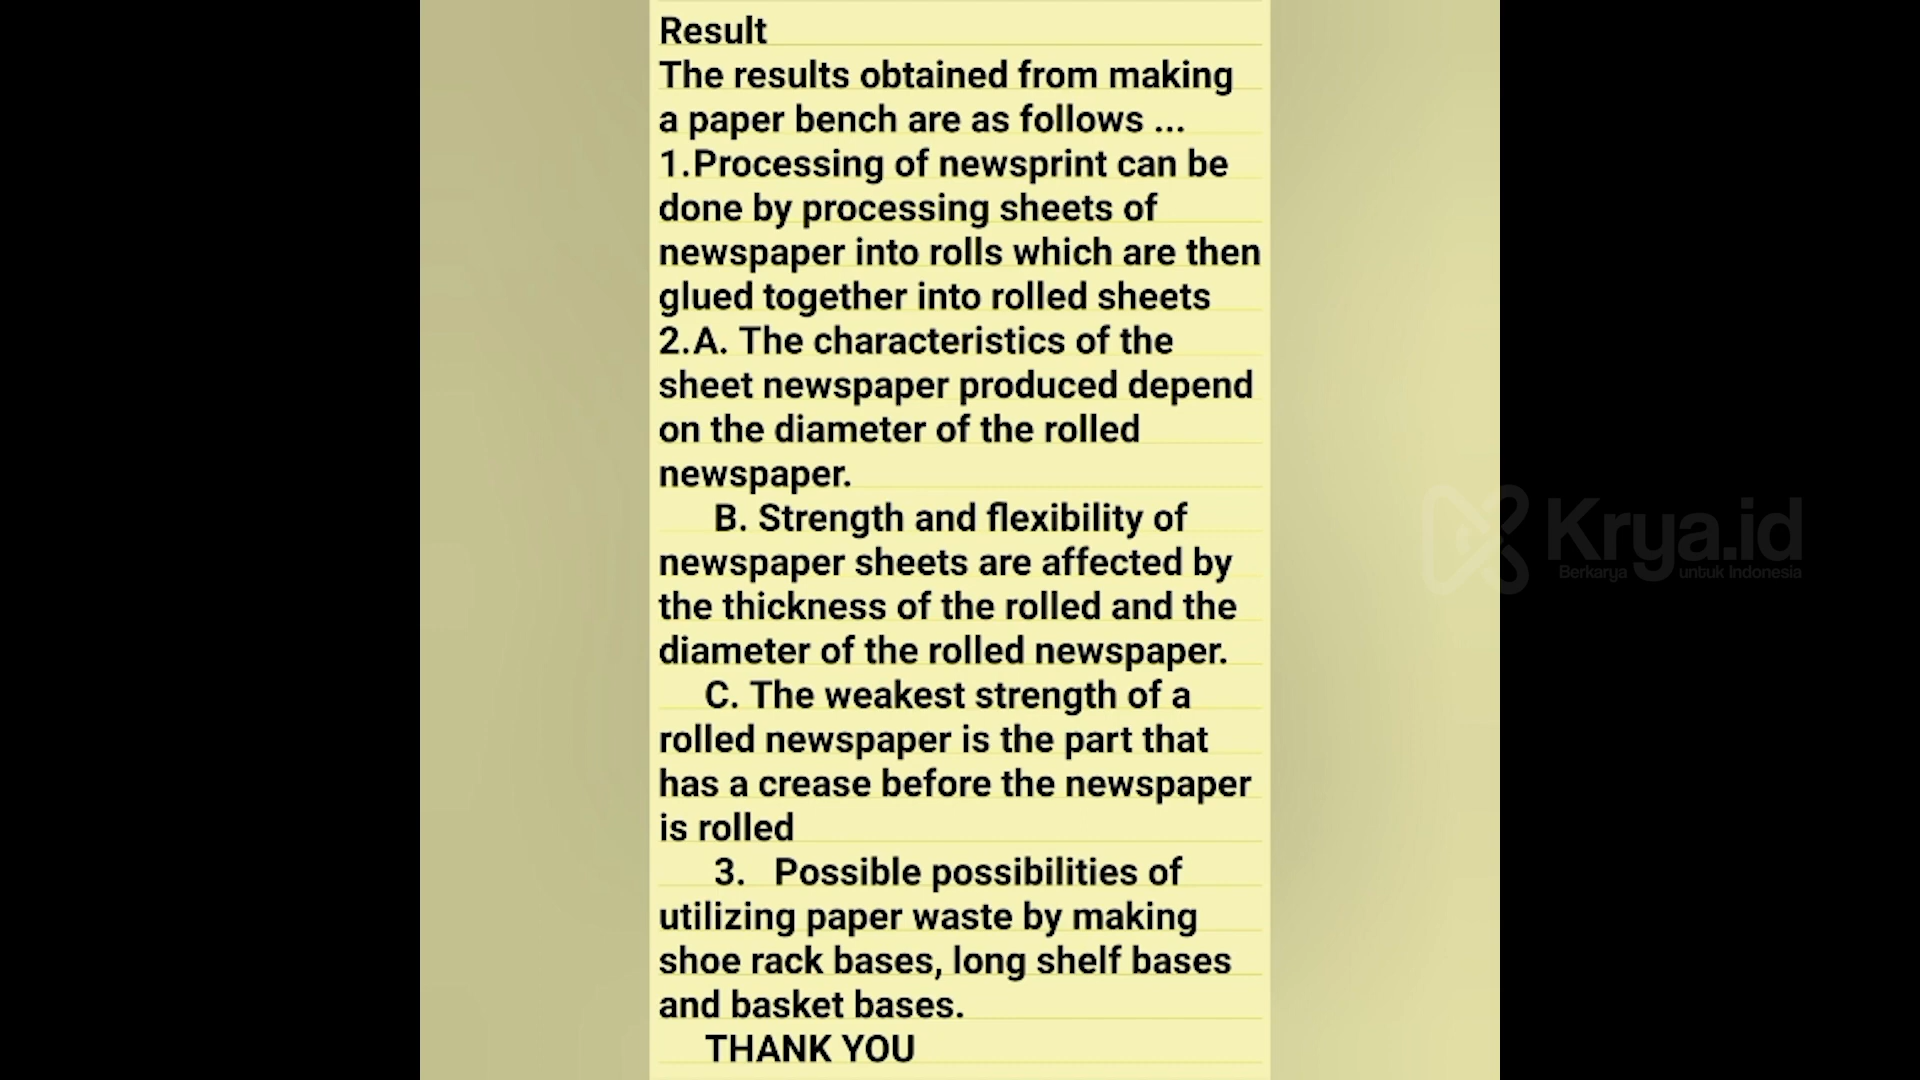 Result
The results obtained from making
a paper bench are as follows ...
1.Processing of newsprint can be
done by processing sheets of
newspaper into rolls which are then
glued together into rolled sheets
2.A. The characteristics of the
sheet newspaper produced depend
on the diameter of the rolled
newspaper.
B. Strength and flexibility of
newspaper sheets are affected by
the thickness of the rolled and the
diameter of the rolled newspaper.
C. The weakest strength of a
rolled newspaper is the part that
has a crease before the newspaper
is rolled
3. Possible possibilities of
utilizing paper waste by making
shoe rack bases, long shelf bases
and basket bases.
THANK YOU
Krya.id
Berkarya untuk Indonesia